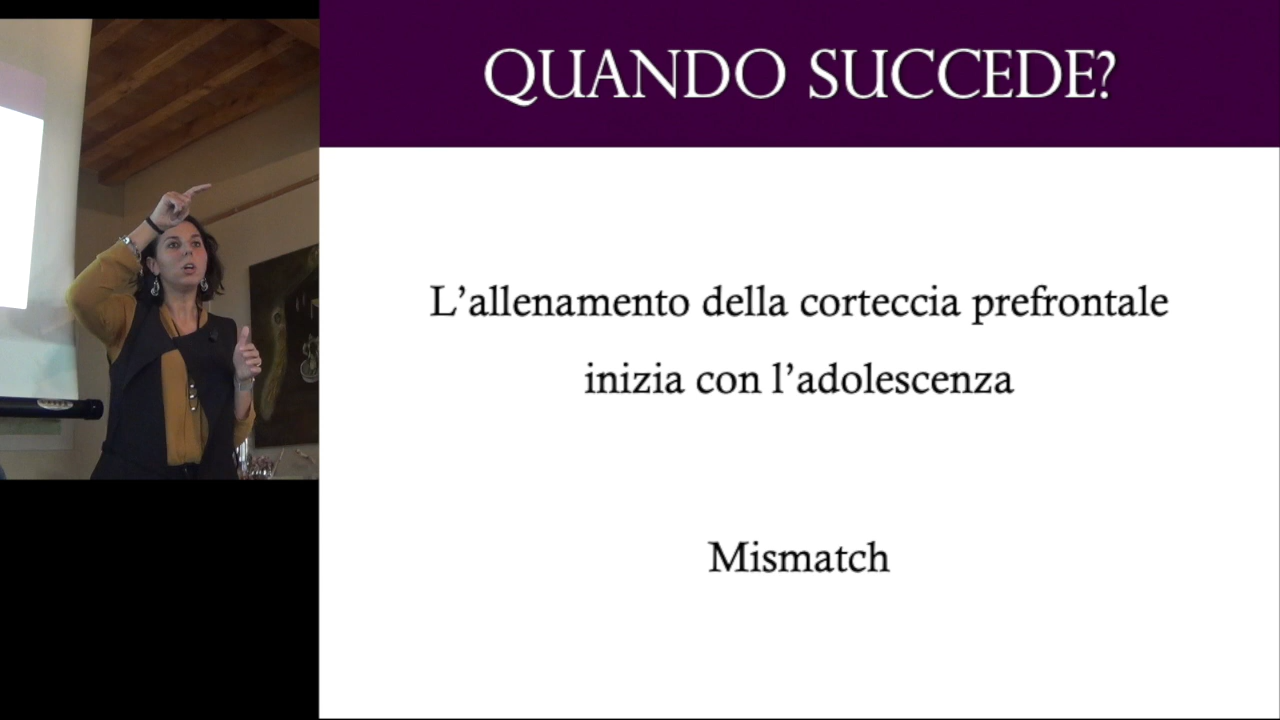 QUANDO SUCCEDE?
L’allenamento della corteccia prefrontale
inizia con l’adolescenza
Mismatch